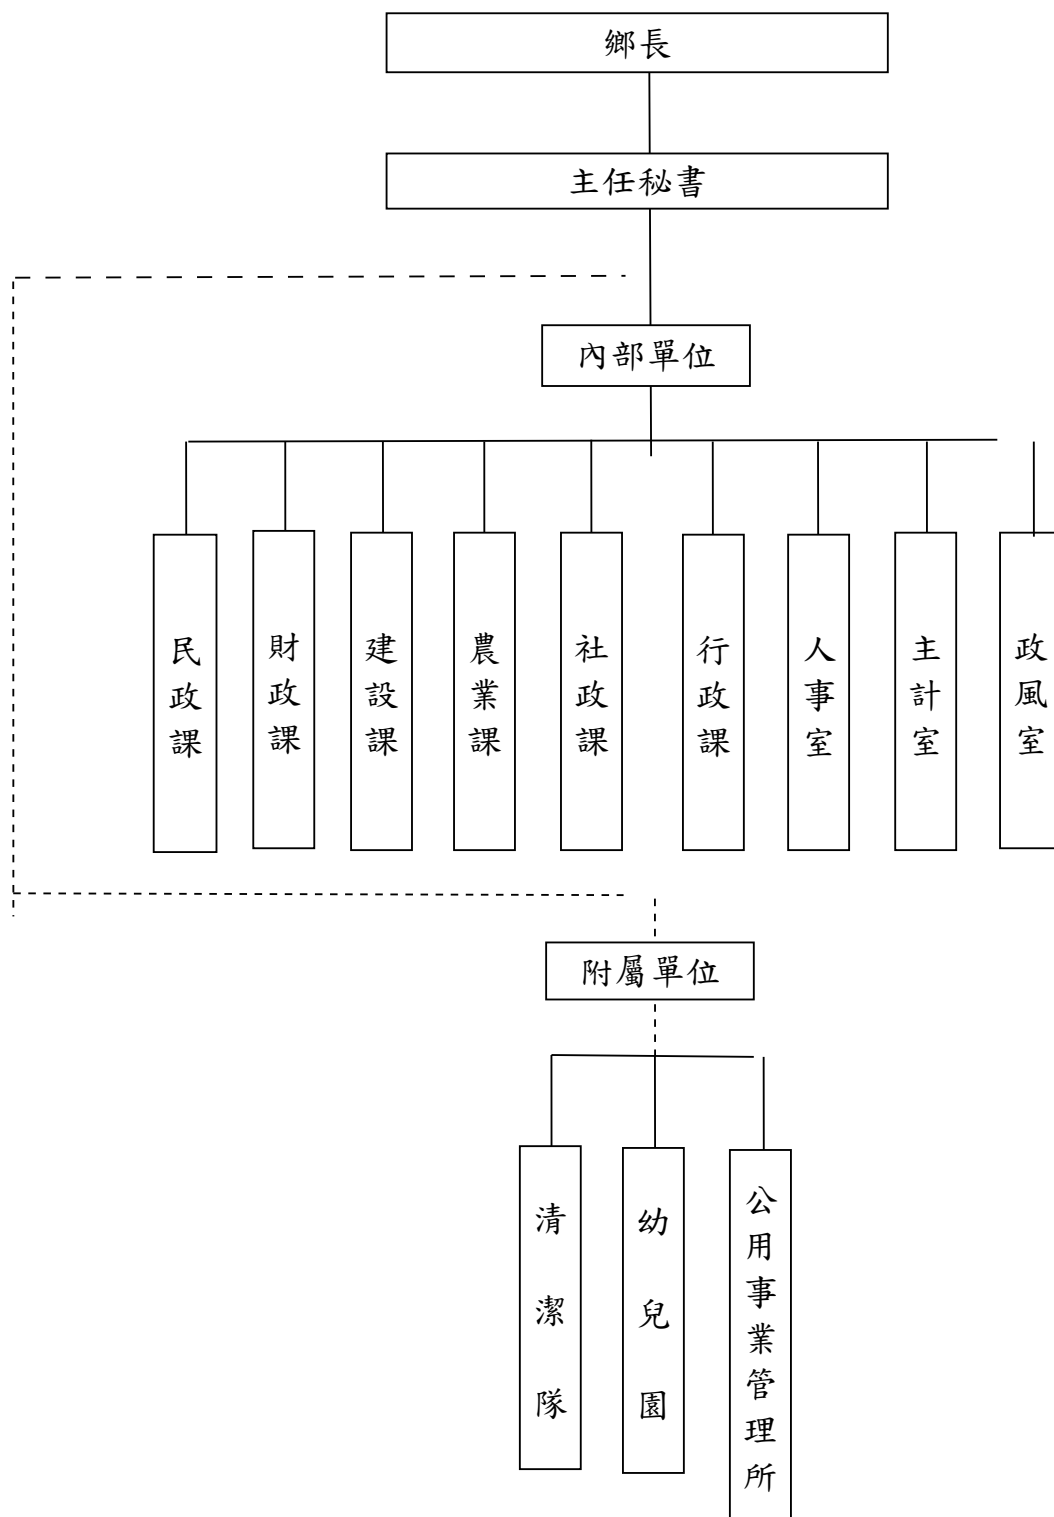 鄉長
主任秘書
內部單位
民政課
財政課
建設課
農業課
社政課
行政課
人事室
主計室
政風室
附屬單位
清潔隊
幼兒園
公用事業管理所